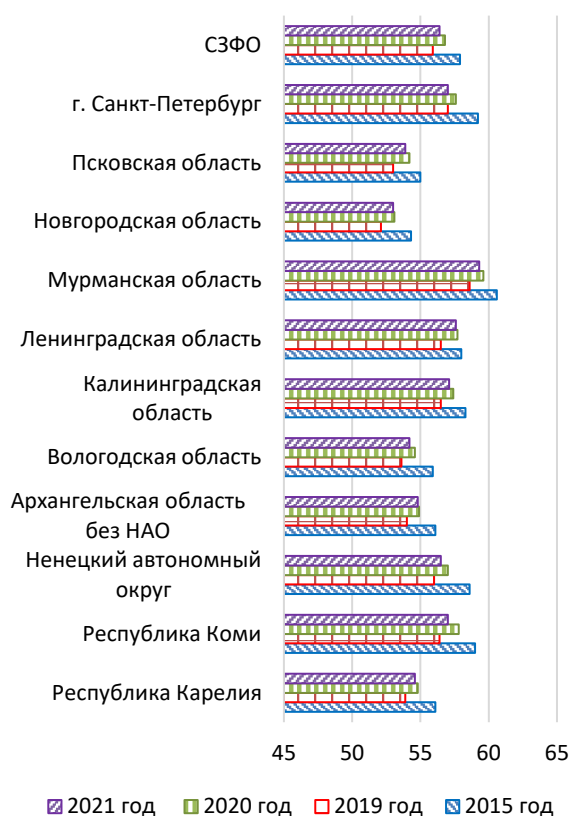 СЗФО
г. Санкт-Петербург
Псковская область
Новгородская область
Мурманская область
Ленинградская область
Калининградская
область
Вологодская область
Архангельская область
без НАО
Ненецкий автономный
округ
Республика Коми
Республика Карелия
45 50 55 60 65
2021 год 2020 год 2019 год 2015 год